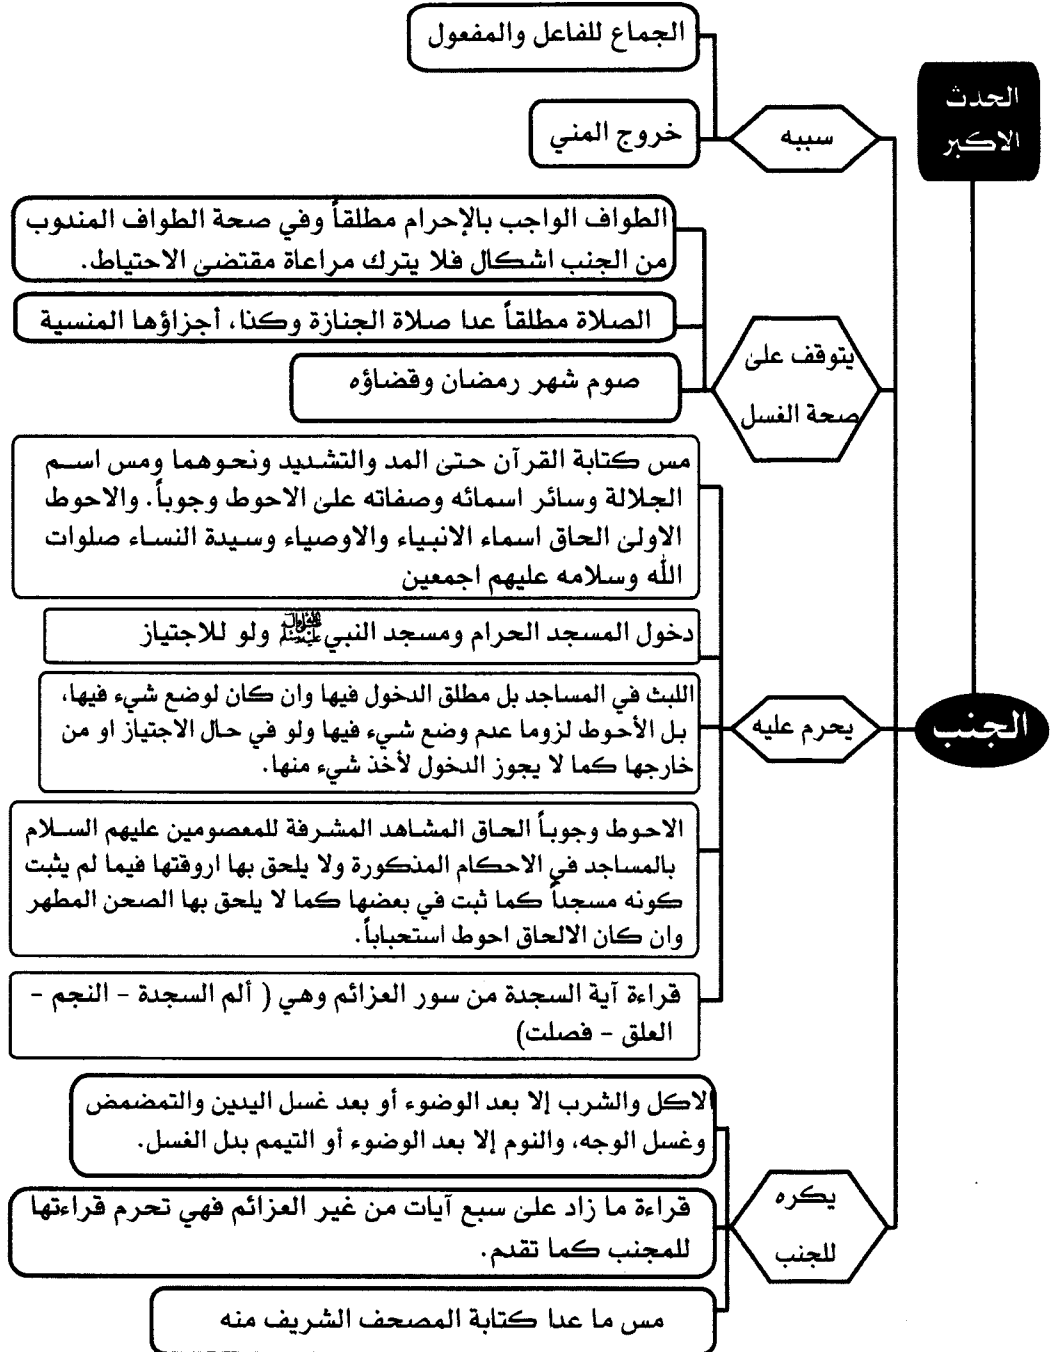 الحدث
الاكبر
الجماع للفاعل والمفعول
سببه
خروج المني
الطواف الواجب بالإحرام مطلقاً وفي صحة الطواف المندوب
من الجنب اشكال فلا يترك مراعاة مقتضى الاحتياط.
الصلاة مطلقاً عدا صلاة الجنازة وكذا، أجزاؤها المنسية
يتوقف على
صحة الغسل
صوم شهر رمضان وقضاؤه
مس كتابة القرآن حتى المد والتشديد ونحوهما ومس اسم
الجلالة وسائر اسمائه وصفاته على الاحوط وجوباً. والاحوط
الاولى الحاق اسماء الانبياء والاوصياء وسيدة النساء صلوات
الله وسلامه عليهم اجمعين
دخول المسجد الحرام ومسجد النبي ﷺ ولو للاجتياز
الجنب
يحرم عليه
اللبث في المساجد بل مطلق الدخول فيها وان كان لوضع شيء فيها،
بل الأحوط لزوما عدم وضع شيء فيها ولو في حال الاجتياز او من
خارجها كما لا يجوز الدخول لأخذ شيء منها.
الاحوط وجوباً الحاق المشاهد المشرفة للمعصومين عليهم السلام
بالمساجد في الاحكام المذكورة ولا يلحق بها اروقتها فيما لم يثبت
كونه مسجداً كما ثبت في بعضها كما لا يلحق بها الصحن المطهر
وان كان الالحاق احوط استحباباً.
قراءة آية السجدة من سور العزائم وهي ( ألم السجدة - النجم -
العلق - فصلت)
يكره
للجنب
الاكل والشرب إلا بعد الوضوء أو بعد غسل اليدين والتمضمض
وغسل الوجه، والنوم إلا بعد الوضوء أو التيمم بدل الغسل.
قراءة ما زاد على سبع آيات من غير العزائم فهي تحرم قراءتها
للمجنب كما تقدم.
مس ما عدا كتابة المصحف الشريف منه